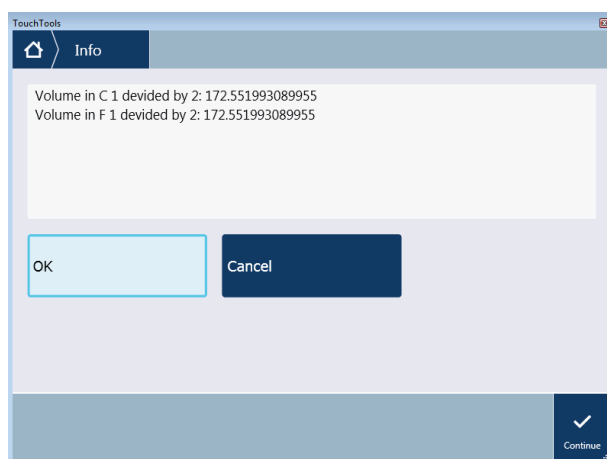 TouchTools
Info
Volume in C 1 devided by 2: 172.551993089955
Volume in F 1 devided by 2: 172.551993089955
OK
Cancel
Continue